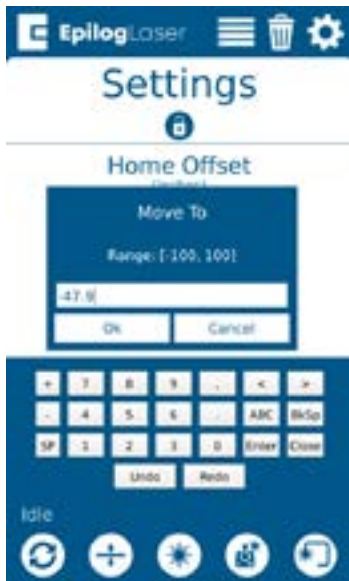 EpilogLaser
Settings
Home Offset
Move To
Range: [-100, 100]
-47.9
Ok Cancel
+ 7 8 9 . < >
- 4 5 6 ABC BkSp
SP 1 2 3 0 Enter Close
Undo Redo
Idle